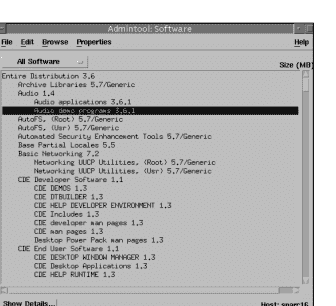 Admintool: Software
File Edit Browse Properties Help
All Software
Size (MB)
Entire Distribution 3.6
Archive Libraries 5.7/Generic
Audio 1.4
Audio applications 3.6.1
Audio demo programs 3.6.1
AutoFS, (Root) 5.7/Generic
AutoFS, (Usr) 5.7/Generic
Automated Security Enhancement Tools 5.7/Generic
Base Partial Locales 5.5
Basic Networking 7.2
Networking UUCP Utilities, (Root) 5.7/Generic
Networking UUCP Utilities, (Usr) 5.7/Generic
CDE Developer Software 1.1
CDE DEMOS 1.3
CDE DTBUILDER 1.3
CDE HELP DEVELOPER ENVIRONMENT 1.3
CDE Includes 1.3
CDE developer man pages 1.3
CDE man pages 1.3
Desktop Power Pack man pages 1.3
CDE End User Software 1.1
CDE DESKTOP WINDOW MANAGER 1.3
CDE Desktop Applications 1.3
CDE HELP RUNTIME 1.3
Show Details...
Host: sparc16